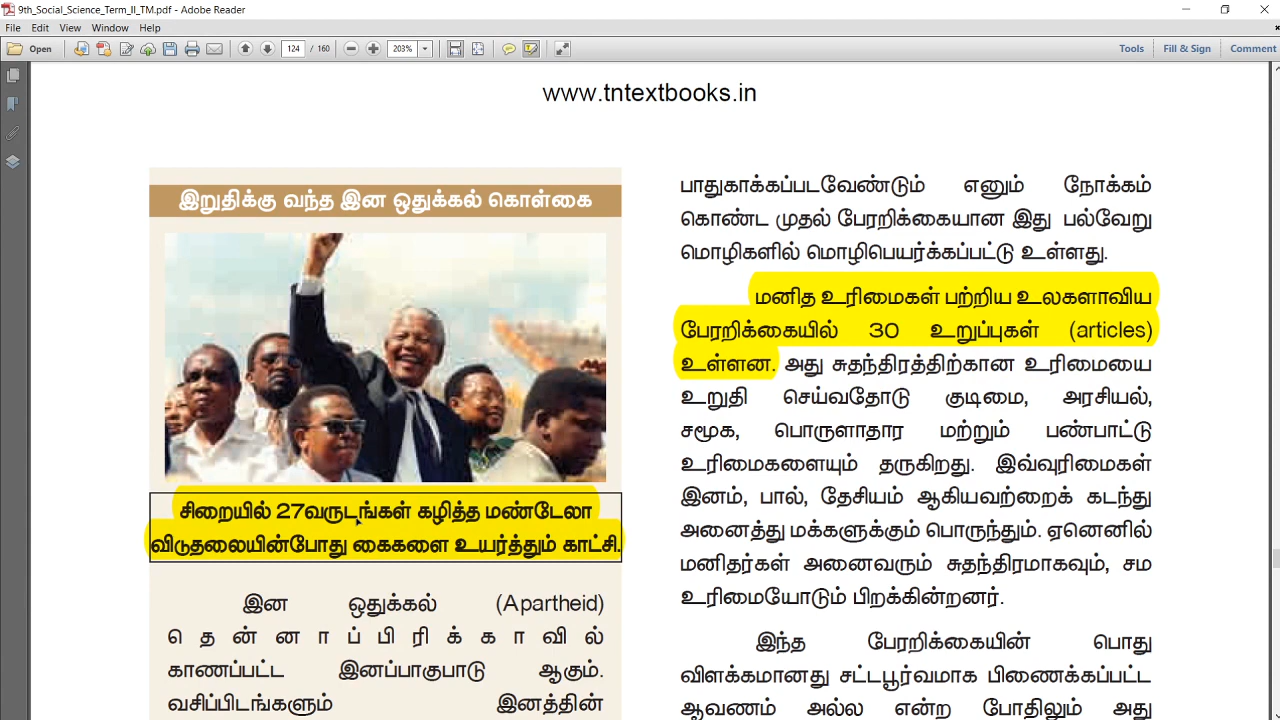 9th_Social_Science_Term_II_TM.pdf - Adobe Reader
File Edit View Window Help
Open 124 / 160 203% Tools Fill & Sign Comment
www.tntextbooks.in
இறுதிக்கு வந்த இன ஒதுக்கல் கொள்கை
சிறையில் 27வருடங்கள் கழித்த மண்டேலா
விடுதலையின்போது கைகளை உயர்த்தும் காட்சி.
இன ஒதுக்கல் (Apartheid)
தென்னாப்பிரிக்காவில்
காணப்பட்ட இனப்பாகுபாடு ஆகும்.
வசிப்பிடங்களும் இனத்தின்
பாதுகாக்கப்படவேண்டும் எனும் நோக்கம்
கொண்ட முதல் பேரறிக்கையான இது பல்வேறு
மொழிகளில் மொழிபெயர்க்கப்பட்டு உள்ளது.
மனித உரிமைகள் பற்றிய உலகளாவிய
பேரறிக்கையில் 30 உறுப்புகள் (articles)
உள்ளன. அது சுதந்திரத்திற்கான உரிமையை
உறுதி செய்வதோடு குடிமை, அரசியல்,
சமூக, பொருளாதார மற்றும் பண்பாட்டு
உரிமைகளையும் தருகிறது. இவ்வுரிமைகள்
இனம், பால், தேசியம் ஆகியவற்றைக் கடந்து
அனைத்து மக்களுக்கும் பொருந்தும். ஏனெனில்
மனிதர்கள் அனைவரும் சுதந்திரமாகவும், சம
உரிமையோடும் பிறக்கின்றனர்.
இந்த பேரறிக்கையின் பொது
விளக்கமானது சட்டபூர்வமாக பிணைக்கப்பட்ட
ஆவணம் அல்ல என்ற போதிலும் அது